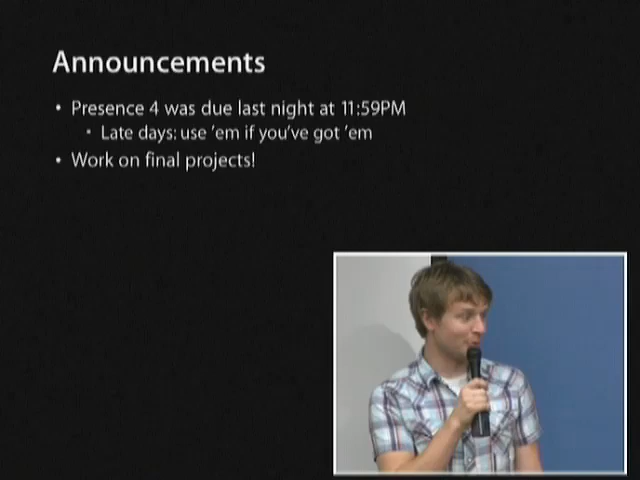 Announcements
• Presence 4 was due last night at 11:59PM
• Late days: use 'em if you've got 'em
• Work on final projects!